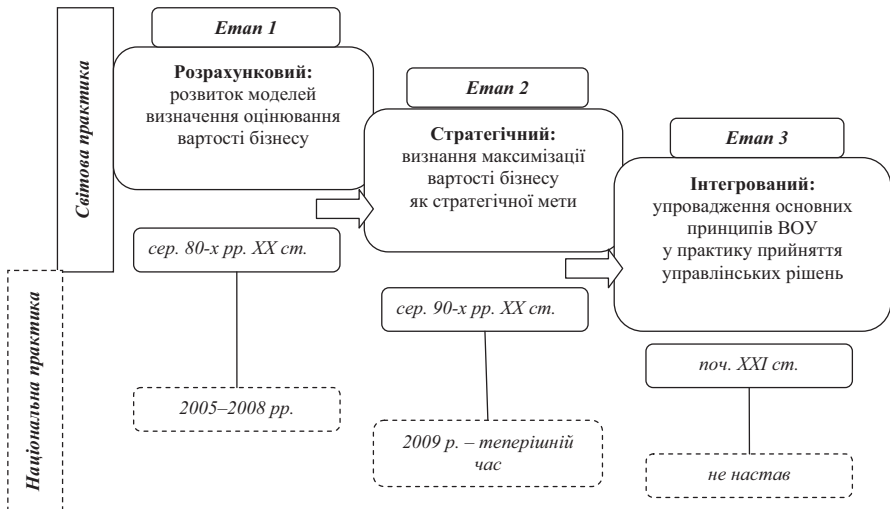 Світова практика
Національна практика
Етап 1
Розрахунковий:
розвиток моделей
визначення оцінювання
вартості бізнесу
сер. 80-х рр. XX ст.
2005–2008 рр.
Етап 2
Стратегічний:
визнання максимізації
вартості бізнесу
як стратегічної мети
сер. 90-х рр. XX ст.
2009 р. – теперішній
час
Етап 3
Інтегрований:
упровадження основних
принципів ВОУ
у практику прийняття
управлінських рішень
поч. XXI ст.
не настав